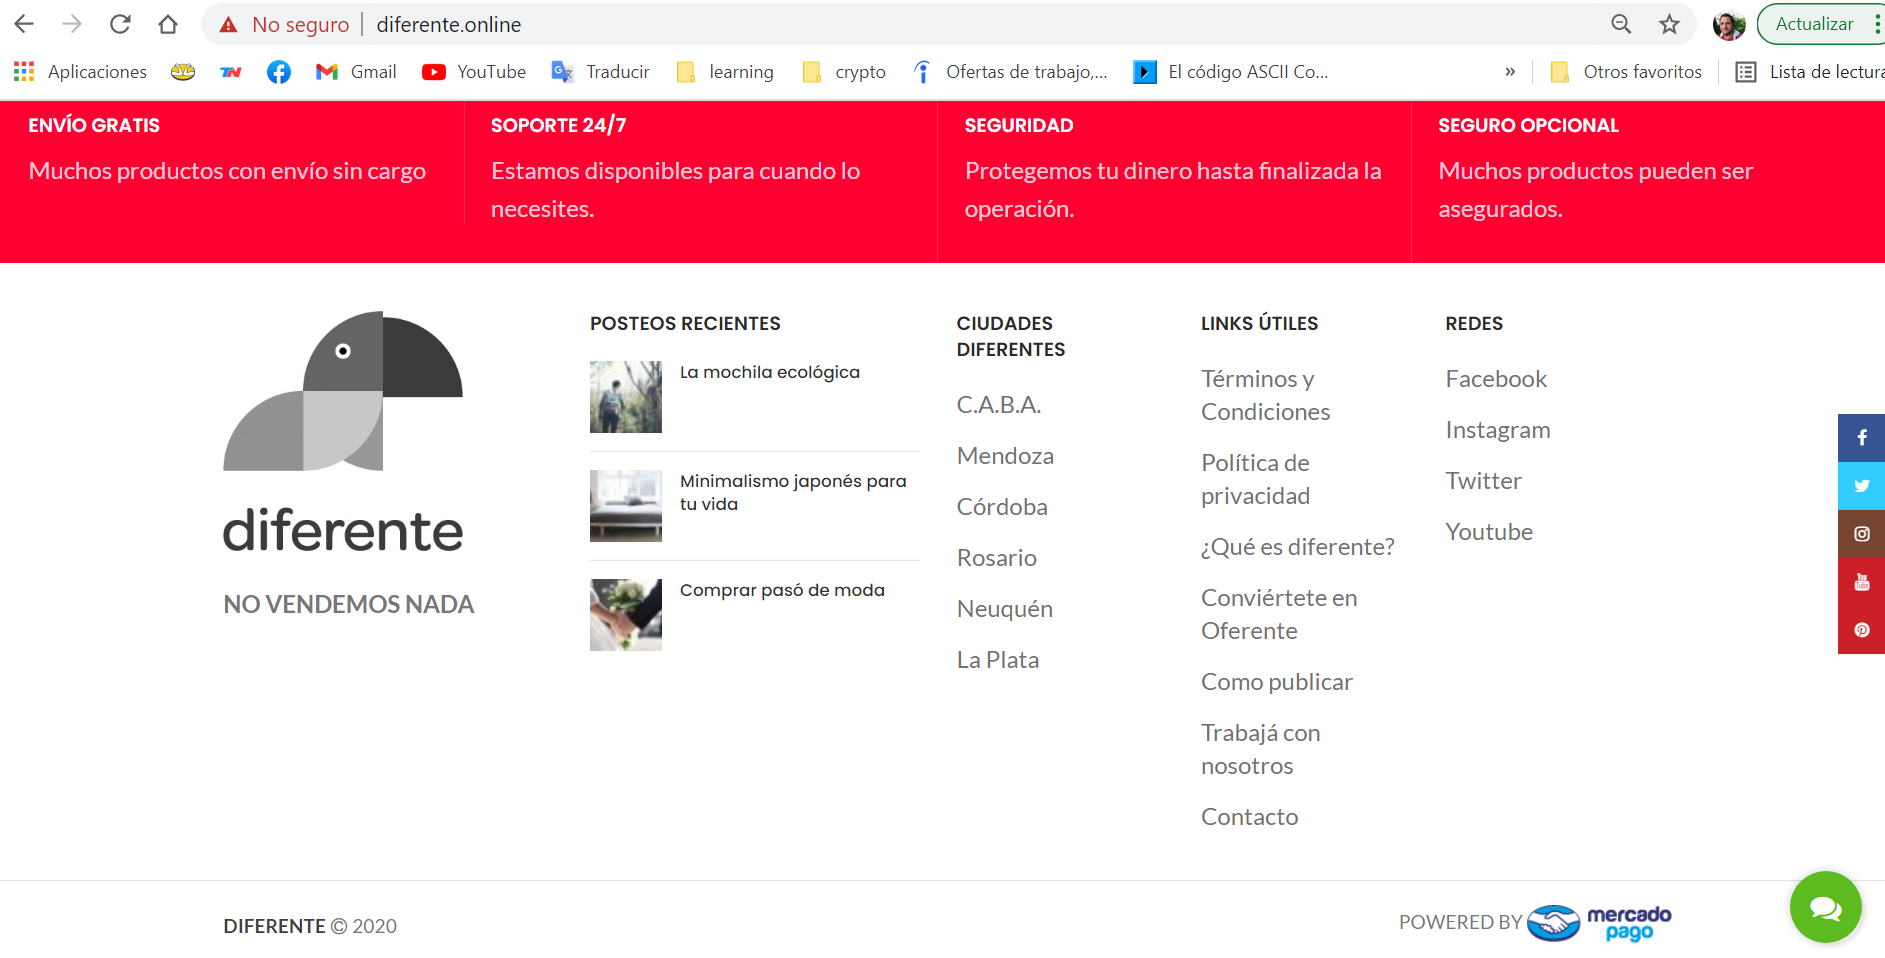 No seguro diferente.online Actualizar
Aplicaciones TN Gmail YouTube Traducir learning crypto Ofertas de trabajo,... El código ASCII Co... » Otros favoritos Lista de lectura
ENVÍO GRATIS
Muchos productos con envío sin cargo
SOPORTE 24/7
Estamos disponibles para cuando lo
necesites.
SEGURIDAD
Protegemos tu dinero hasta finalizada la
operación.
SEGURO OPCIONAL
Muchos productos pueden ser
asegurados.
diferente
NO VENDEMOS NADA
POSTEOS RECIENTES
La mochila ecológica
Minimalismo japonés para
tu vida
Comprar pasó de moda
CIUDADES
DIFERENTES
C.A.B.A.
Mendoza
Córdoba
Rosario
Neuquén
La Plata
LINKS ÚTILES
Términos y
Condiciones
Política de
privacidad
¿Qué es diferente?
Conviértete en
Oferente
Como publicar
Trabajá con
nosotros
Contacto
REDES
Facebook
Instagram
Twitter
Youtube
DIFERENTE © 2020
POWERED BY mercado
pago